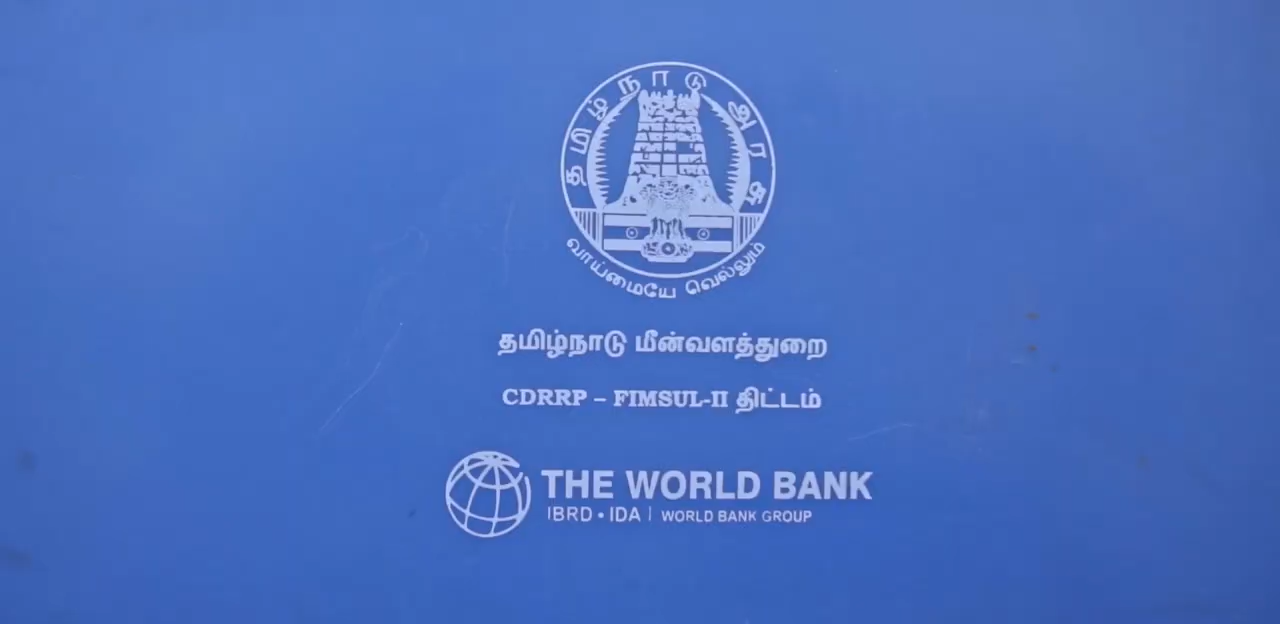 தமிழ்நாடு அரசு
வாய்மையே வெல்லும்
தமிழ்நாடு மீன்வளத்துறை
CDRRP – FIMSUL-II திட்டம்
THE WORLD BANK
IBRD • IDA | WORLD BANK GROUP